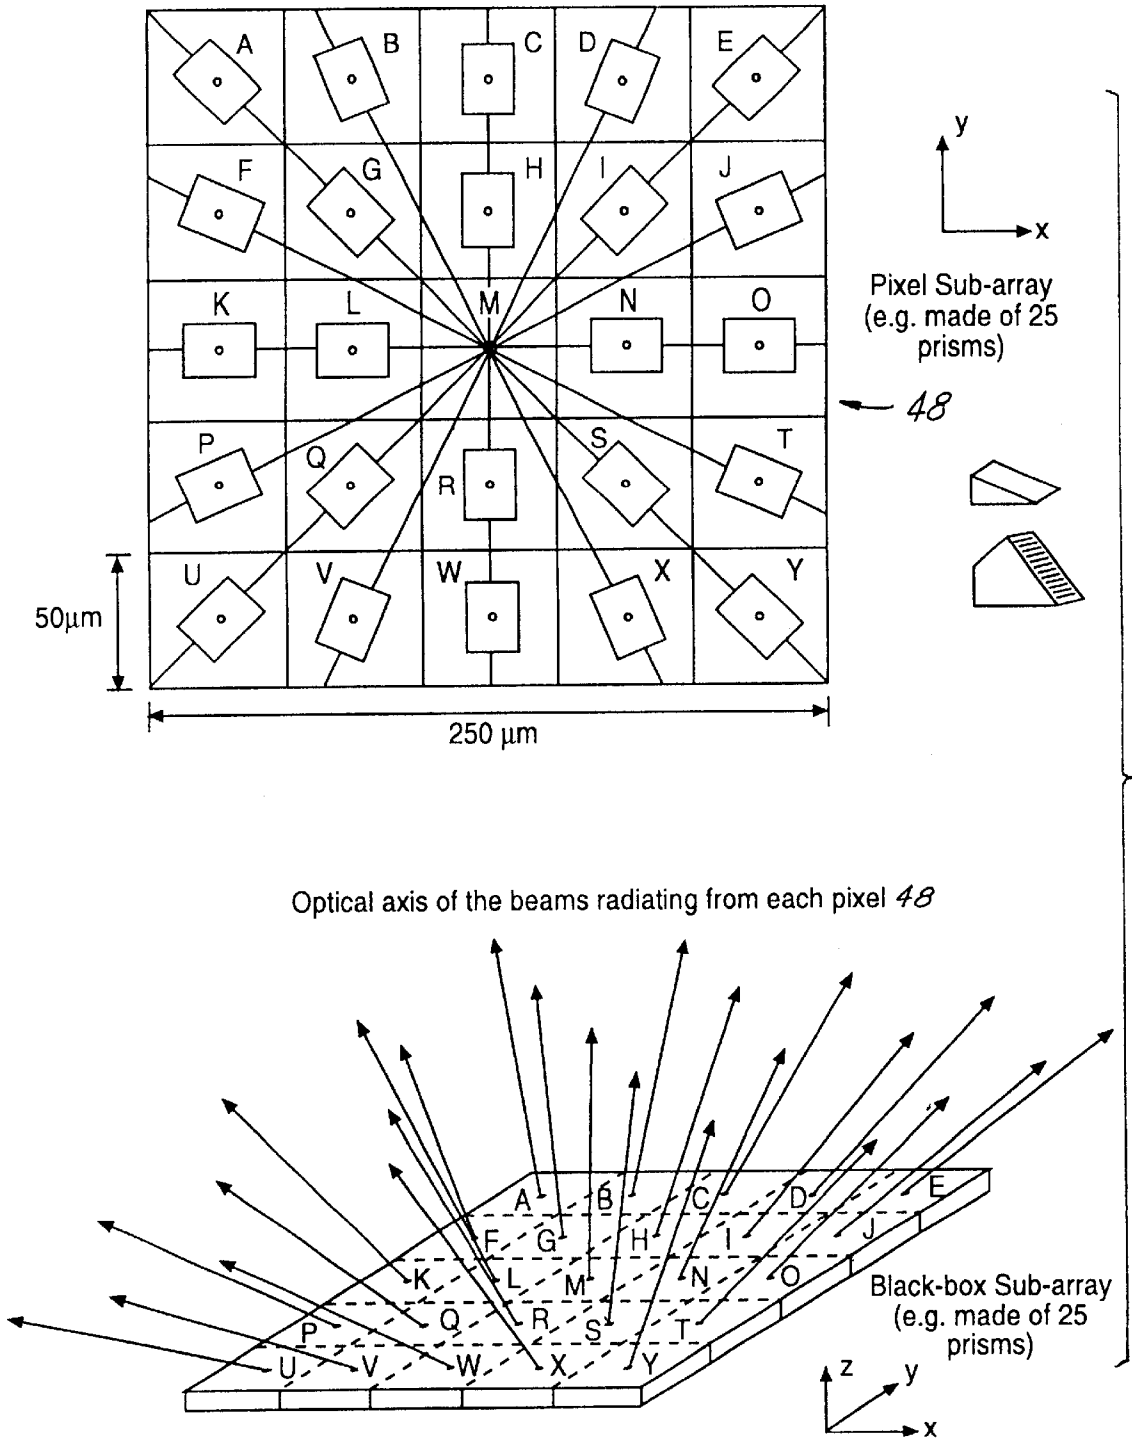 A B C D E
F G H I J
K L M N O
P Q R S T
U V W X Y
50μm
250 μm
y
x
Pixel Sub-array
(e.g. made of 25
prisms)
48
Optical axis of the beams radiating from each pixel 48
A B C D E
F G H I J
K L M N O
P Q R S T
U V W X Y
Black-box Sub-array
(e.g. made of 25
prisms)
z
y
x